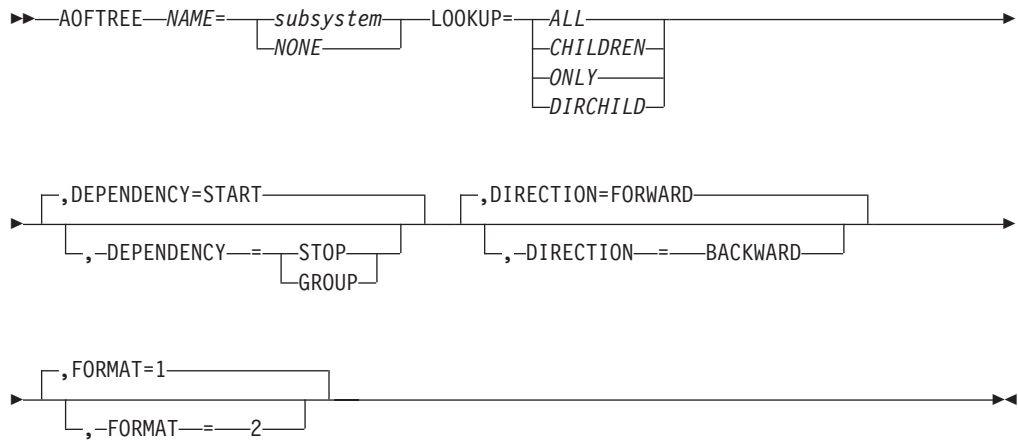 AOFTREE NAME= subsystem LOOKUP= ALL
NONE CHILDREN
ONLY
DIRCHILD
,DEPENDENCY=START ,DIRECTION=FORWARD
, DEPENDENCY = STOP , DIRECTION = BACKWARD
GROUP
,FORMAT=1
, FORMAT = 2